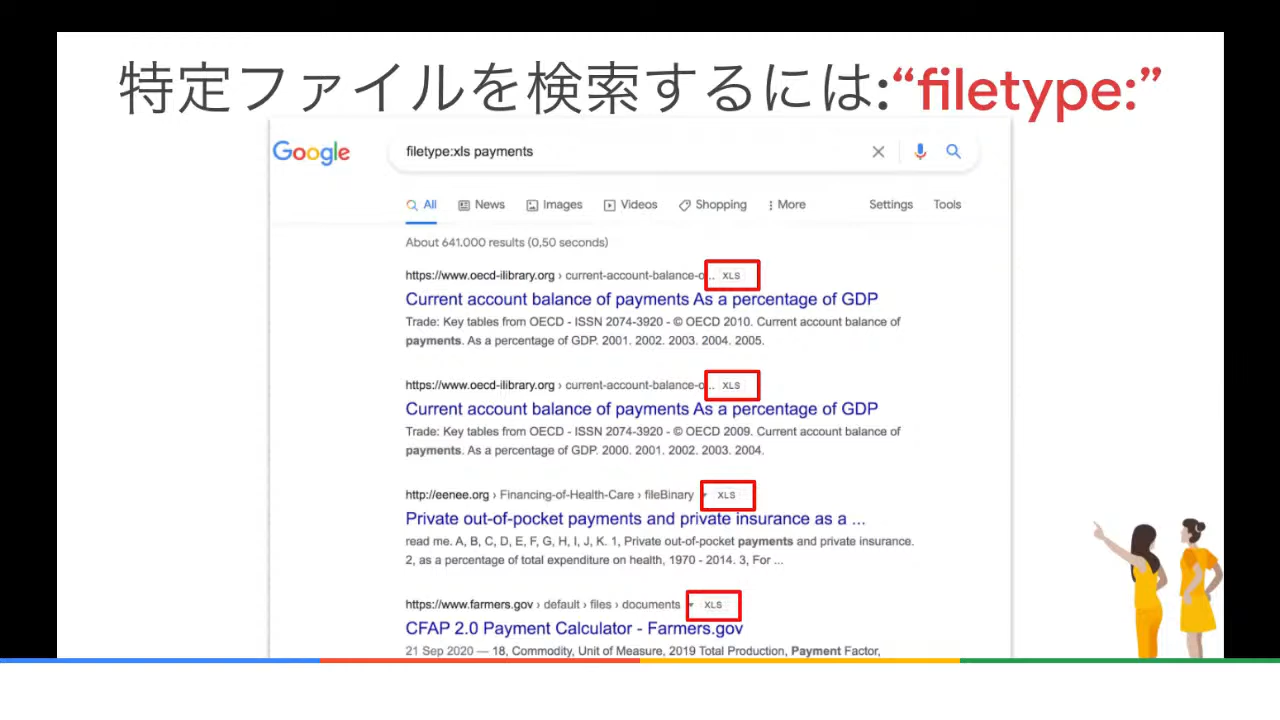 特定ファイルを検索するには:“filetype:”
Google
filetype:xls payments
All News Images Videos Shopping More Settings Tools
About 641.000 results (0,50 seconds)
https://www.oecd-ilibrary.org › current-account-balance-o... XLS
Current account balance of payments As a percentage of GDP
Trade: Key tables from OECD - ISSN 2074-3920 - © OECD 2010. Current account balance of
payments. As a percentage of GDP. 2001. 2002. 2003. 2004. 2005.
https://www.oecd-ilibrary.org › current-account-balance-o... XLS
Current account balance of payments As a percentage of GDP
Trade: Key tables from OECD - ISSN 2074-3920 - © OECD 2009. Current account balance of
payments. As a percentage of GDP. 2000. 2001. 2002. 2003. 2004.
http://eenee.org › Financing-of-Health-Care › fileBinary XLS
Private out-of-pocket payments and private insurance as a ...
read me. A, B, C, D, E, F, G, H, I, J, K. 1, Private out-of-pocket payments and private insurance.
2, as a percentage of total expenditure on health, 1970 - 2014. 3, For ...
https://www.farmers.gov › default › files › documents XLS
CFAP 2.0 Payment Calculator - Farmers.gov
21 Sep 2020 — 18, Commodity, Unit of Measure, 2019 Total Production, Payment Factor,